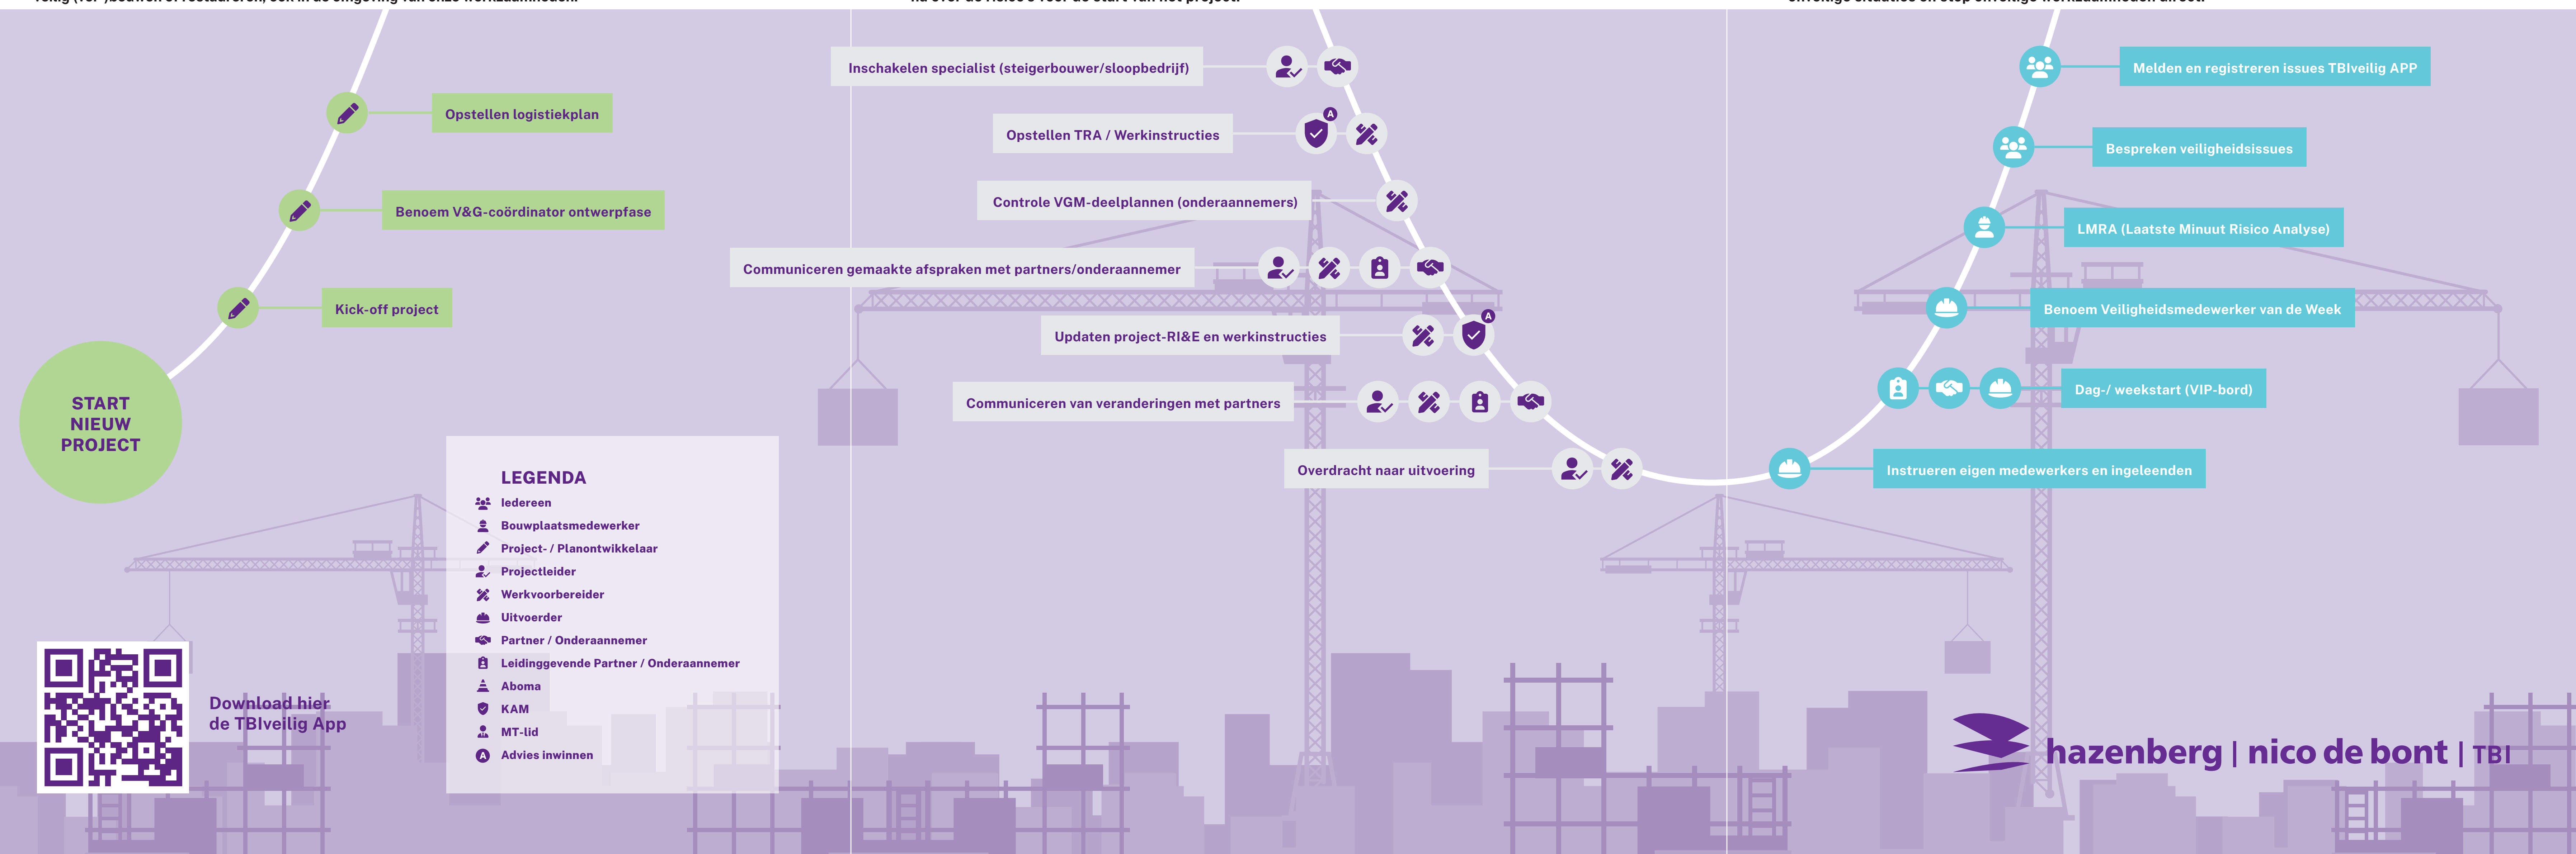 Opstellen logistiekplan
Benoem V&G-coördinator ontwerpfase
Kick-off project
START
NIEUW
PROJECT
Inschakelen specialist (steigerbouwer/sloopbedrijf)
Opstellen TRA / Werkinstructies
A
Controle VGM-deelplannen (onderaannemers)
Communiceren gemaakte afspraken met partners/onderaannemer
Updaten project-RI&E en werkinstructies
A
Communiceren van veranderingen met partners
Overdracht naar uitvoering
Melden en registreren issues TBIveilig APP
Bespreken veiligheidsissues
LMRA (Laatste Minuut Risico Analyse)
Benoem Veiligheidsmedewerker van de Week
Dag-/ weekstart (VIP-bord)
Instrueren eigen medewerkers en ingeleenden
LEGENDA
Iedereen
Bouwplaatsmedewerker
Project- / Planontwikkelaar
Projectleider
Werkvoorbereider
Uitvoerder
Partner / Onderaannemer
Leidinggevende Partner / Onderaannemer
Aboma
KAM
MT-lid
A Advies inwinnen
Download hier
de TBIveilig App
hazenberg | nico de bont | TBI